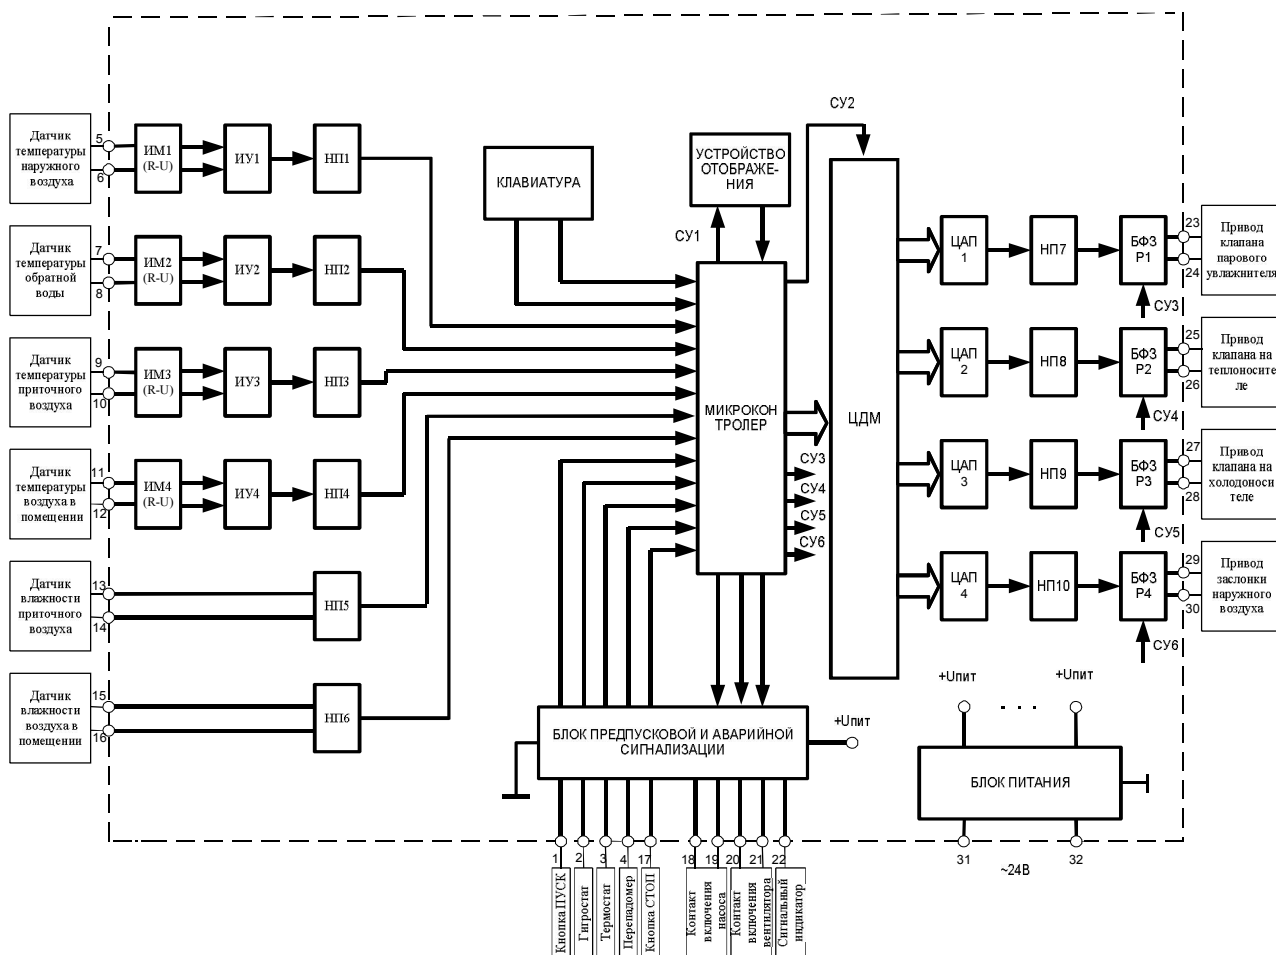 Датчик
температуры
наружного
воздуха
5
6
ИМ1
(R-U)
ИУ1
НП1
Датчик
температуры
обратной
воды
7
8
ИМ2
(R-U)
ИУ2
НП2
Датчик
температуры
приточного
воздуха
9
10
ИМ3
(R-U)
ИУ3
НП3
Датчик
температуры
воздуха в
помещении
11
12
ИМ4
(R-U)
ИУ4
НП4
Датчик
влажности
приточного
воздуха
13
14
НП5
Датчик
влажности
воздуха в
помещении
15
16
НП6
КЛАВИАТУРА
УСТРОЙСТВО
ОТОБРАЖЕ-
НИЯ
СУ1
СУ2
МИКРОКОН
ТРОЛЕР
СУ3
СУ4
СУ5
СУ6
ЦДМ
ЦАП
1
НП7
БФЗ
Р1
СУ3
23
24
Привод
клапана
парового
увлажнителя
ЦАП
2
НП8
БФЗ
Р2
СУ4
25
26
Привод
клапана на
теплоносите
ле
ЦАП
3
НП9
БФЗ
Р3
СУ5
27
28
Привод
клапана на
холодоноси
теле
ЦАП
4
НП10
БФЗ
Р4
СУ6
29
30
Привод
заслонки
наружного
воздуха
БЛОК ПРЕДПУСКОВОЙ И АВАРИЙНОЙ
СИГНАЛИЗАЦИИ
+Uпит
+Uпит
. . .
+Uпит
БЛОК ПИТАНИЯ
31
32
~24В
1
2
3
4
17
18
19
20
21
22
Кнопка ПУСК
Гигростат
Термостат
Перепадомер
Кнопка СТОП
Контакт
включения
насоса
Контакт
включения
вентилятора
Сигнальный
индикатор